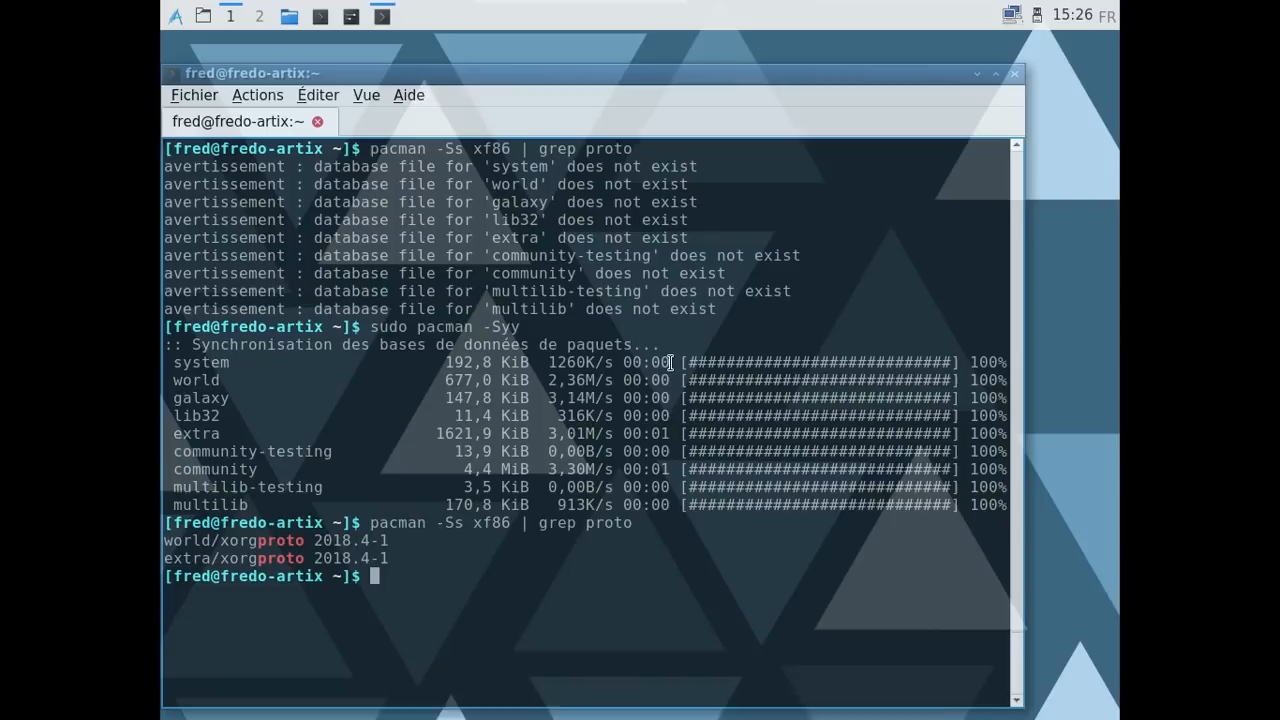 1 2 15:26 FR
fred@fredo-artix:~
Fichier Actions Éditer Vue Aide
fred@fredo-artix:~
[fred@fredo-artix ~]$ pacman -Ss xf86 | grep proto
avertissement : database file for 'system' does not exist
avertissement : database file for 'world' does not exist
avertissement : database file for 'galaxy' does not exist
avertissement : database file for 'lib32' does not exist
avertissement : database file for 'extra' does not exist
avertissement : database file for 'community-testing' does not exist
avertissement : database file for 'community' does not exist
avertissement : database file for 'multilib-testing' does not exist
avertissement : database file for 'multilib' does not exist
[fred@fredo-artix ~]$ sudo pacman -Syy
:: Synchronisation des bases de données de paquets...
system 192,8 KiB 1260K/s 00:00 [############################] 100%
world 677,0 KiB 2,36M/s 00:00 [############################] 100%
galaxy 147,8 KiB 3,14M/s 00:00 [############################] 100%
lib32 11,4 KiB 316K/s 00:00 [############################] 100%
extra 1621,9 KiB 3,01M/s 00:01 [############################] 100%
community-testing 13,9 KiB 0,00B/s 00:00 [############################] 100%
community 4,4 MiB 3,30M/s 00:01 [############################] 100%
multilib-testing 3,5 KiB 0,00B/s 00:00 [############################] 100%
multilib 170,8 KiB 913K/s 00:00 [############################] 100%
[fred@fredo-artix ~]$ pacman -Ss xf86 | grep proto
world/xorgproto 2018.4-1
extra/xorgproto 2018.4-1
[fred@fredo-artix ~]$